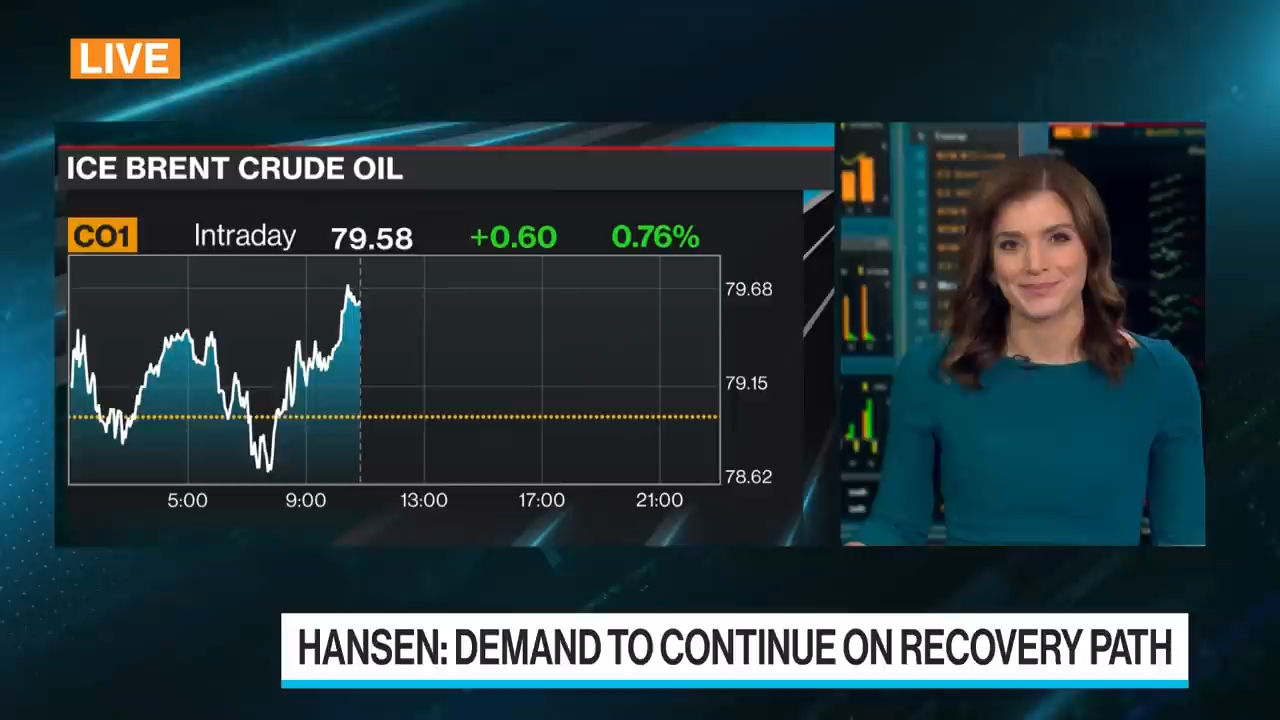 LIVE
ICE BRENT CRUDE OIL
CO1 Intraday 79.58 +0.60 0.76%
79.68
79.15
78.62
5:00 9:00 13:00 17:00 21:00
HANSEN: DEMAND TO CONTINUE ON RECOVERY PATH